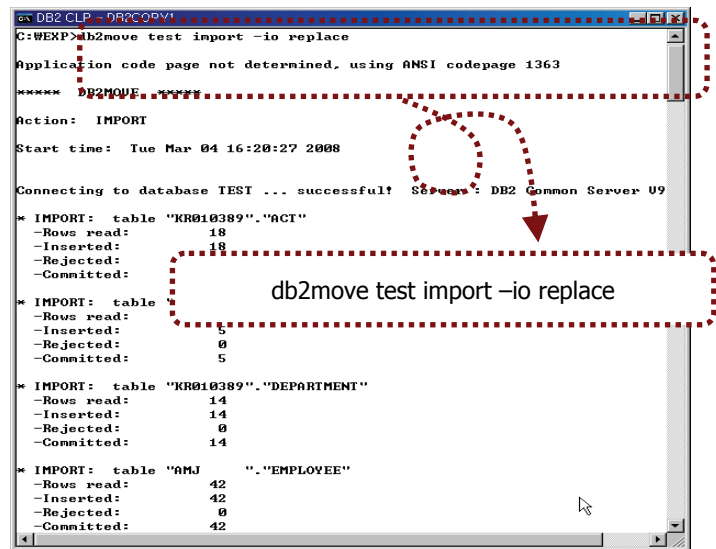 DB2 CLP - DB2COPY1
C:\EXP>db2move test import -io replace
Application code page not determined, using ANSI codepage 1363
***** DB2MOVE *****
Action: IMPORT
Start time: Tue Mar 04 16:20:27 2008
Connecting to database TEST ... successful! Server : DB2 Common Server V9
* IMPORT: table "KR010389"."ACT"
-Rows read: 18
-Inserted: 18
-Rejected:
-Committed:
db2move test import –io replace
* IMPORT: table "
-Rows read:
-Inserted: 5
-Rejected: 0
-Committed: 5
* IMPORT: table "KR010389"."DEPARTMENT"
-Rows read: 14
-Inserted: 14
-Rejected: 0
-Committed: 14
* IMPORT: table "AMJ     "."EMPLOYEE"
-Rows read: 42
-Inserted: 42
-Rejected: 0
-Committed: 42